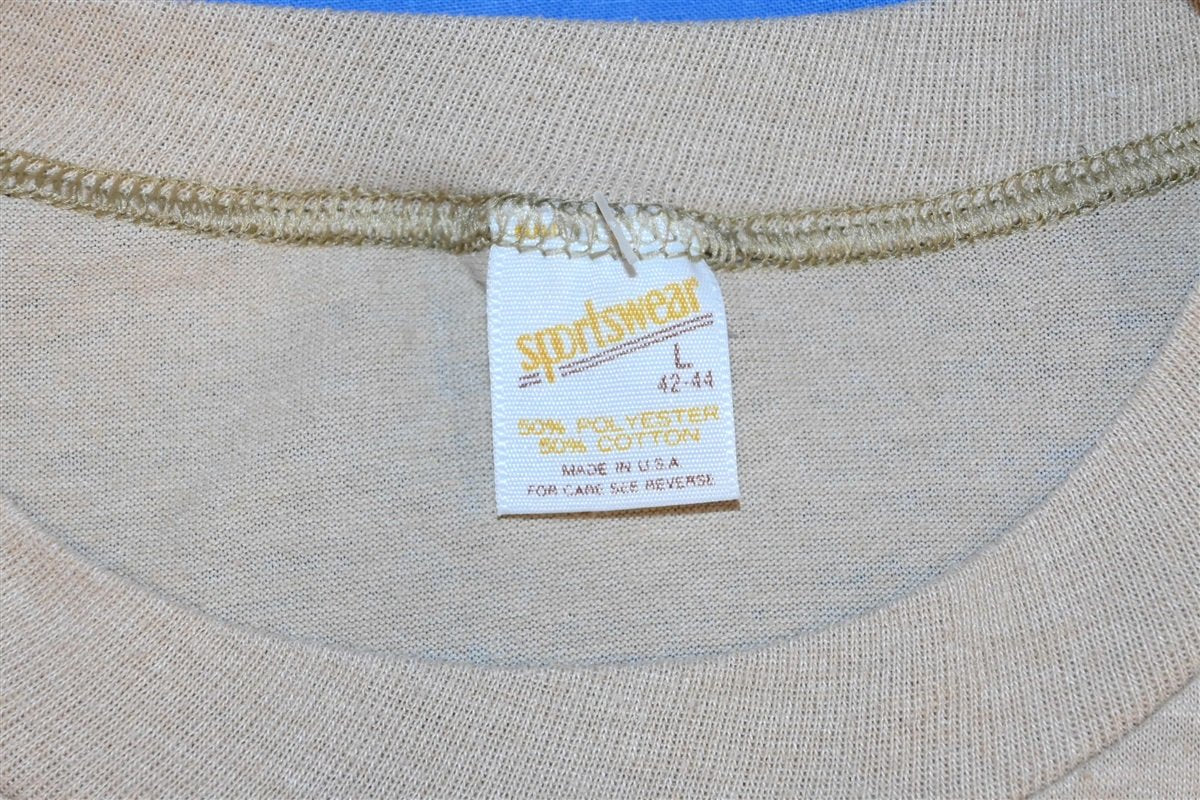 sportswear
L
42-44
50% POLYESTER
50% COTTON
MADE IN U.S.A.
FOR CARE SEE REVERSE